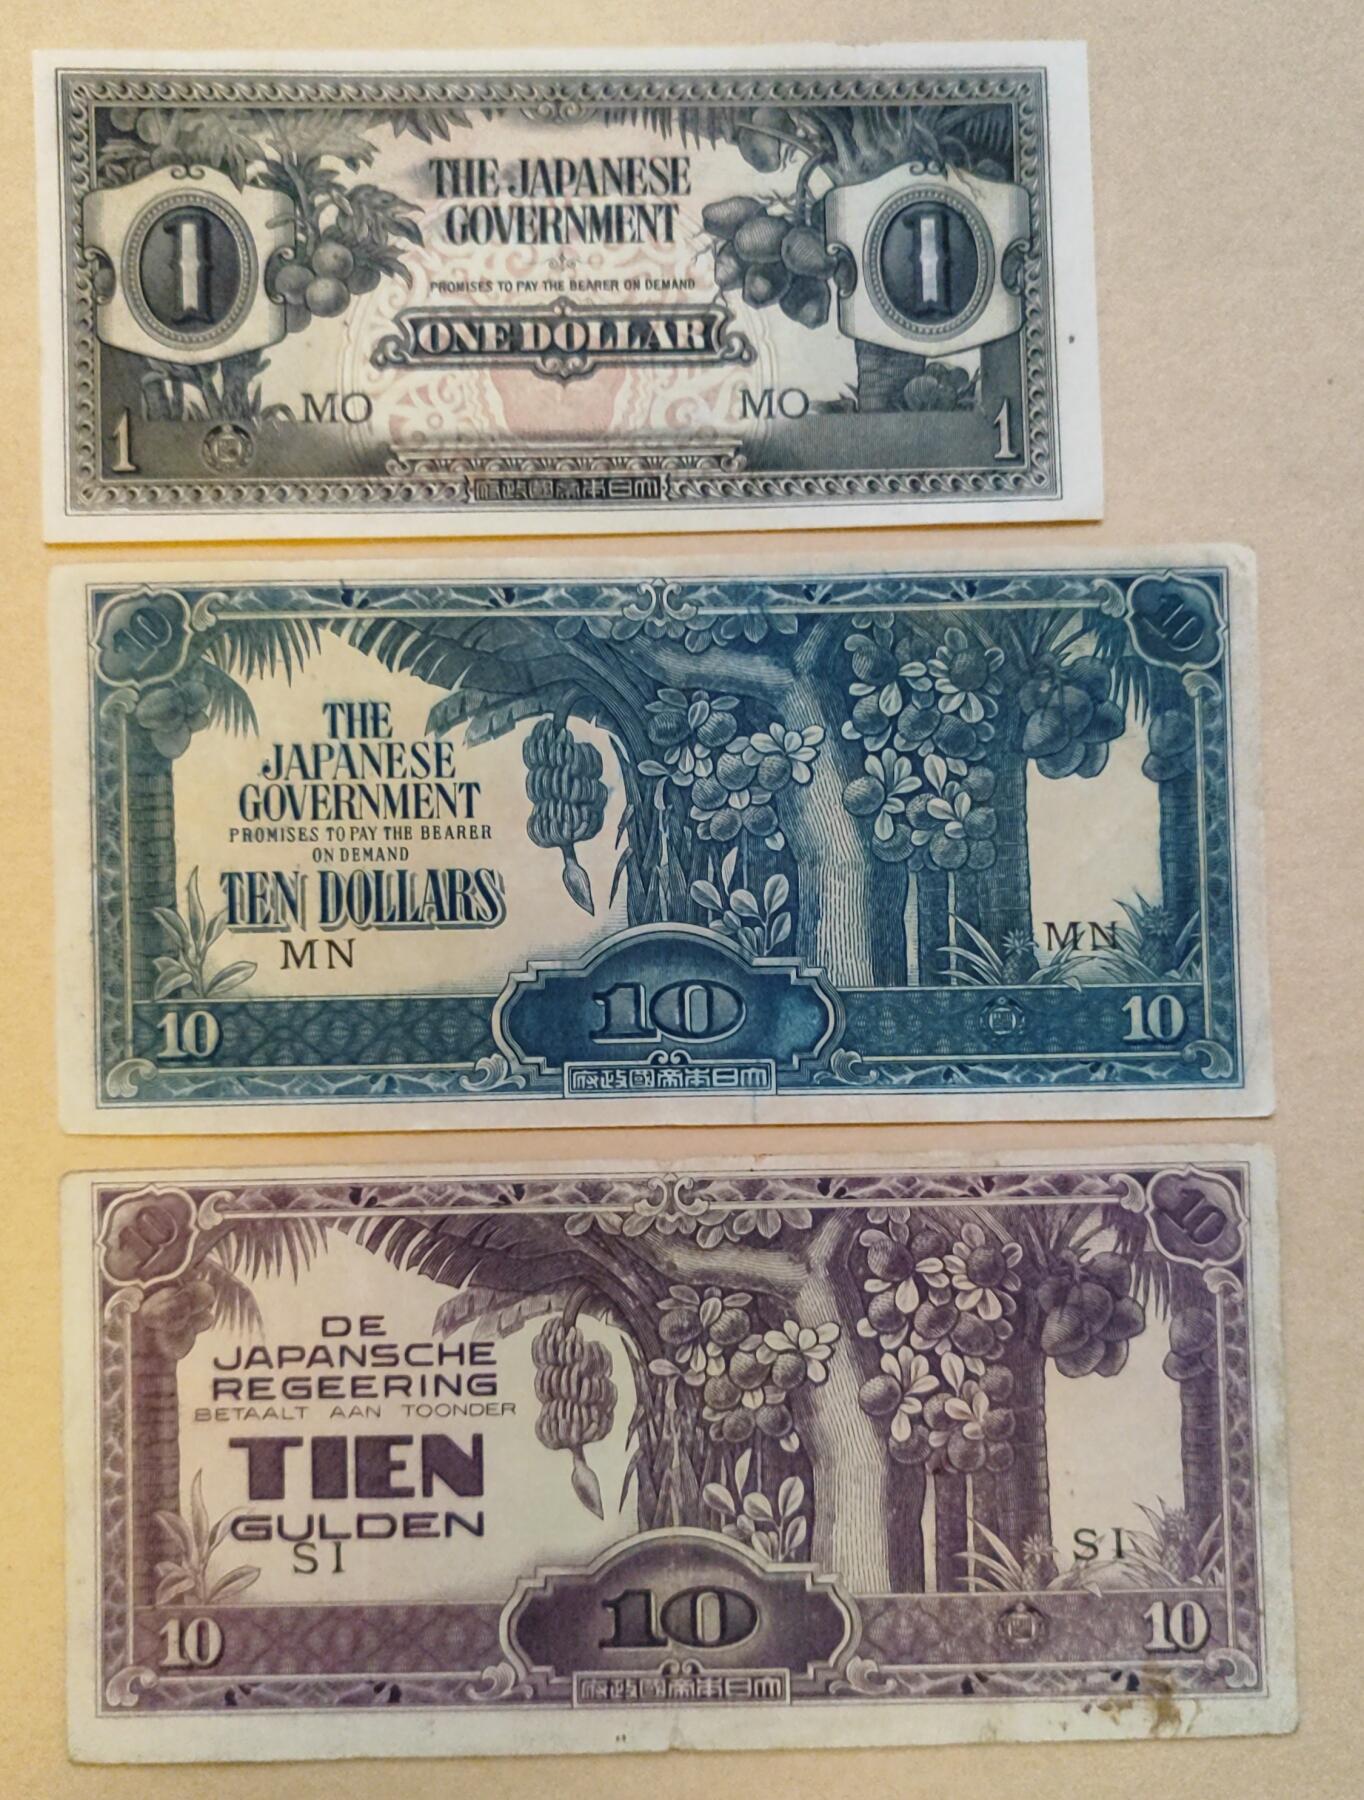 THE JAPANESE
GOVERNMENT
PROMISES TO PAY THE BEARER ON DEMAND
ONE DOLLAR
1 1
MO MO
1 1
府政國帝本日大
10 10
THE
JAPANESE
GOVERNMENT
PROMISES TO PAY THE BEARER
ON DEMAND
TEN DOLLARS
MN MN
10 10 10
府政國帝本日大
10 10
DE
JAPANSCHE
REGEERING
BETAALT AAN TOONDER
TIEN
GULDEN
SI SI
10 10 10
府政國帝本日大